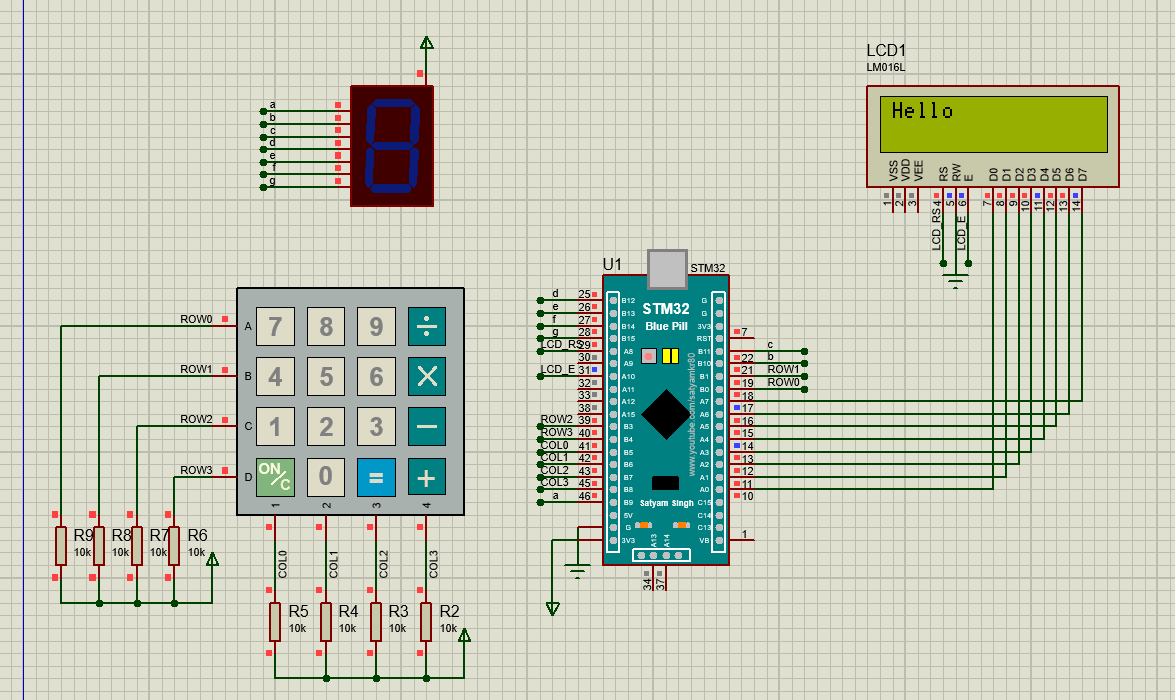 LCD1
LM016L
Hello
VSS
VDD
VEE
RS
RW
E
D0
D1
D2
D3
D4
D5
D6
D7
1
2
3
4
5
6
7
8
9
10
11
12
13
14
LCD_RS
LCD_E
a
b
c
d
e
f
g
U1
STM32
STM32
Blue Pill
www.youtube.com/satyamkr80
Satyam Singh
d 25 B12
e 26 B13
f 27 B14
g 28 B15
LCD_RS 29 A8
30 A9
LCD_E 31 A10
32 A11
33 A12
38 A15
ROW2 39 B3
ROW3 40 B4
COL0 41 B5
COL1 42 B6
COL2 43 B7
COL3 45 B8
a 46 B9
5V
G
3V3
G
G
3V3
RST 7
B11 c
B10 22 b
B1 21 ROW1
B0 19 ROW0
A7 18
A6 17
A5 16
A4 15
A3 14
A2 13
A1 12
A0 11
C15 10
C14
C13
VB 1
A13
A14
34
37
ROW0
ROW1
ROW2
ROW3
A
B
C
D
7 8 9 ÷
4 5 6 ×
1 2 3 −
ON/C 0 = +
1
2
3
4
COL0
COL1
COL2
COL3
R9
10k
R8
10k
R7
10k
R6
10k
R5
10k
R4
10k
R3
10k
R2
10k